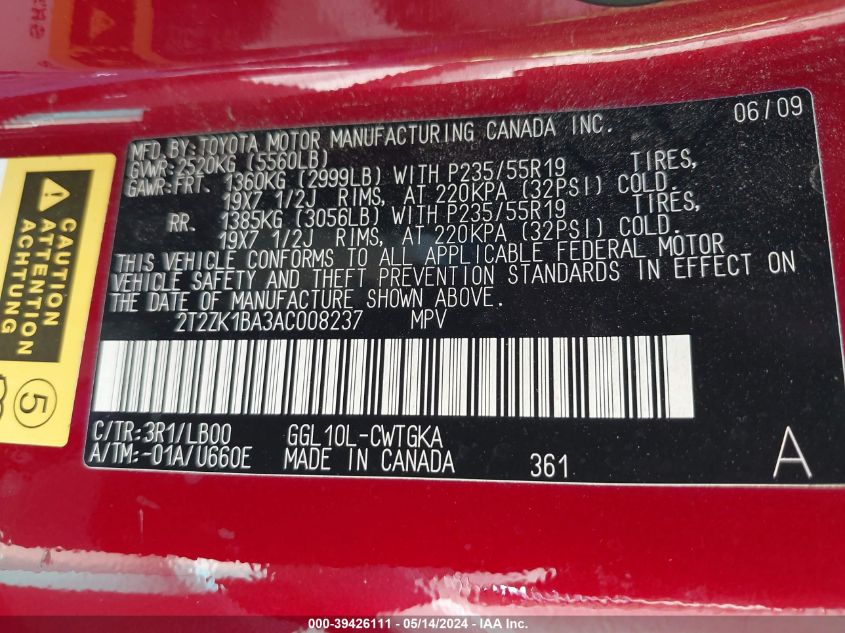 06/09
MFD. BY: TOYOTA MOTOR MANUFACTURING CANADA INC.
GVWR: 2520KG (5560LB)
GAWR: FRT. 1360KG (2999LB) WITH P235/55R19 TIRES,
19X7 1/2J RIMS, AT 220KPA (32PSI) COLD.
RR. 1385KG (3056LB) WITH P235/55R19 TIRES,
19X7 1/2J RIMS, AT 220KPA (32PSI) COLD.
THIS VEHICLE CONFORMS TO ALL APPLICABLE FEDERAL MOTOR
VEHICLE SAFETY AND THEFT PREVENTION STANDARDS IN EFFECT ON
THE DATE OF MANUFACTURE SHOWN ABOVE.
2T2ZK1BA3AC008237 MPV
C/TR:3R1/LB00 GGL10L-CWTGKA
A/TM:-01A/U660E MADE IN CANADA 361 A
CAUTION
ATTENTION
ACHTUNG
5
000-39426111 - 05/14/2024 - IAA Inc.